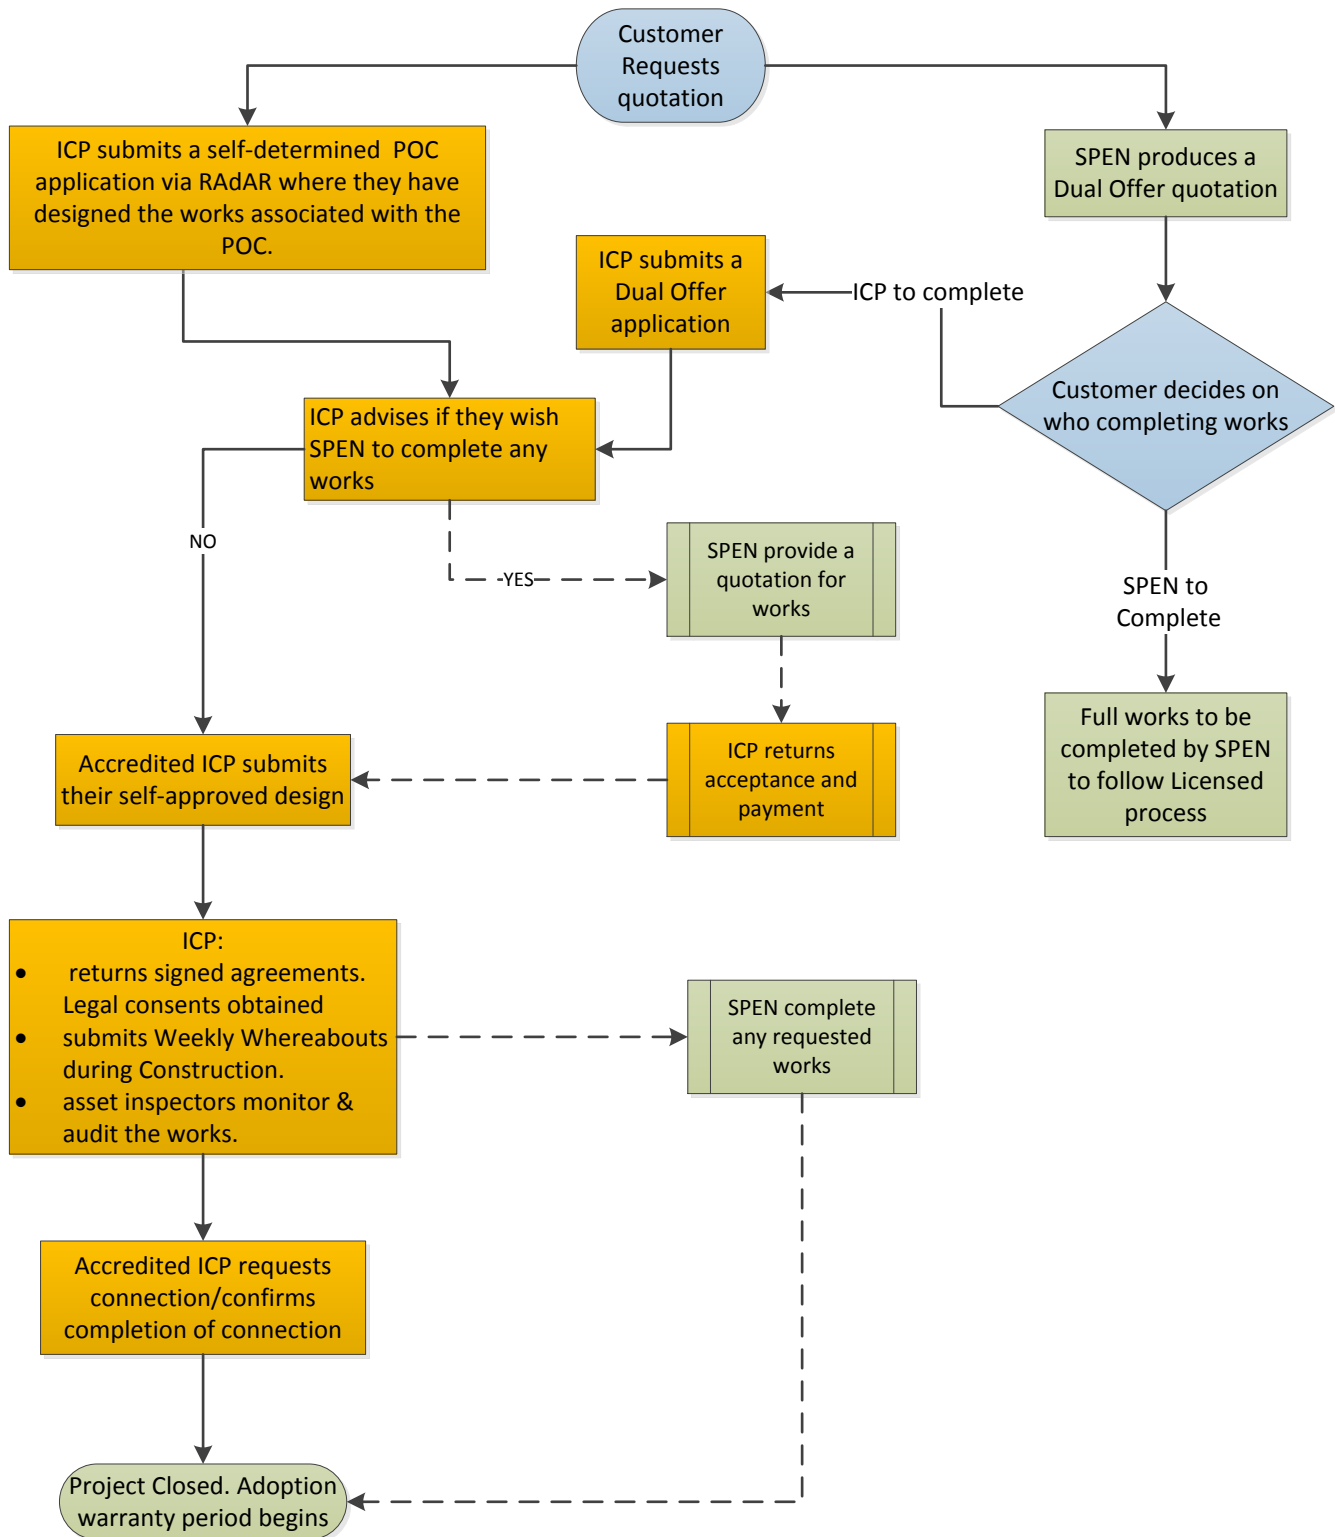 Customer
Requests
quotation
ICP submits a self-determined POC
application via RAdAR where they have
designed the works associated with the
POC.
SPEN produces a
Dual Offer quotation
ICP submits a
Dual Offer
application
ICP to complete
Customer decides on
who completing works
ICP advises if they wish
SPEN to complete any
works
NO
YES
SPEN provide a
quotation for
works
SPEN to
Complete
Accredited ICP submits
their self-approved design
ICP returns
acceptance and
payment
Full works to be
completed by SPEN
to follow Licensed
process
ICP:
• returns signed agreements.
Legal consents obtained
• submits Weekly Whereabouts
during Construction.
• asset inspectors monitor &
audit the works.
SPEN complete
any requested
works
Accredited ICP requests
connection/confirms
completion of connection
Project Closed. Adoption
warranty period begins